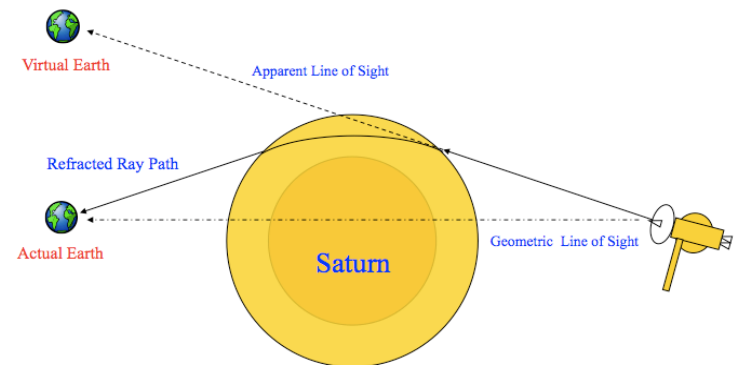 Virtual Earth
Apparent Line of Sight
Refracted Ray Path
Actual Earth
Geometric Line of Sight
Saturn